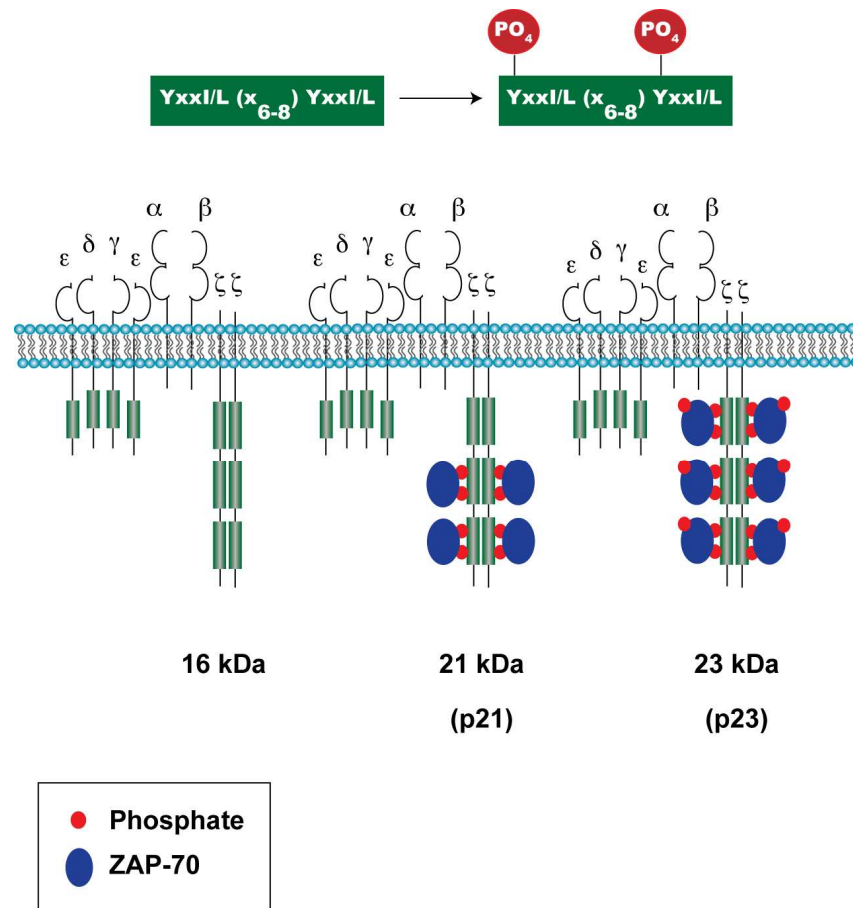 PO4 PO4
YxxI/L (x6-8) YxxI/L YxxI/L (x6-8) YxxI/L
α β α β α β
ε δ γ ε ζ ζ ε δ γ ε ζ ζ ε δ γ ε ζ ζ
16 kDa 21 kDa 23 kDa
(p21) (p23)
Phosphate
ZAP-70